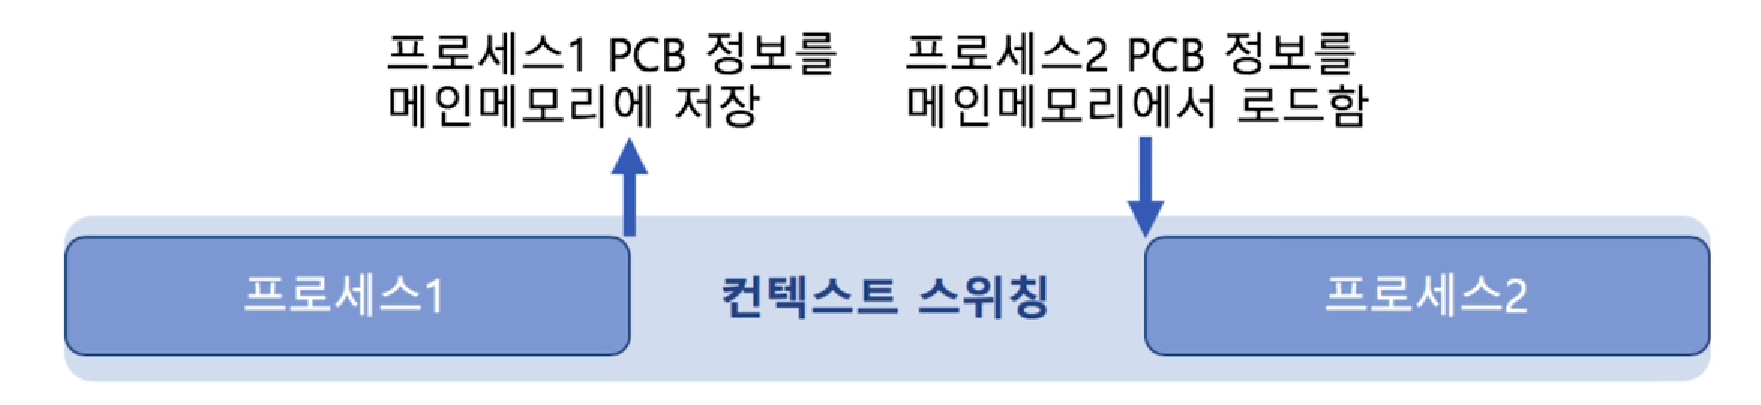 프로세스1 PCB 정보를
메인메모리에 저장
프로세스2 PCB 정보를
메인메모리에서 로드함
프로세스1
컨텍스트 스위칭
프로세스2